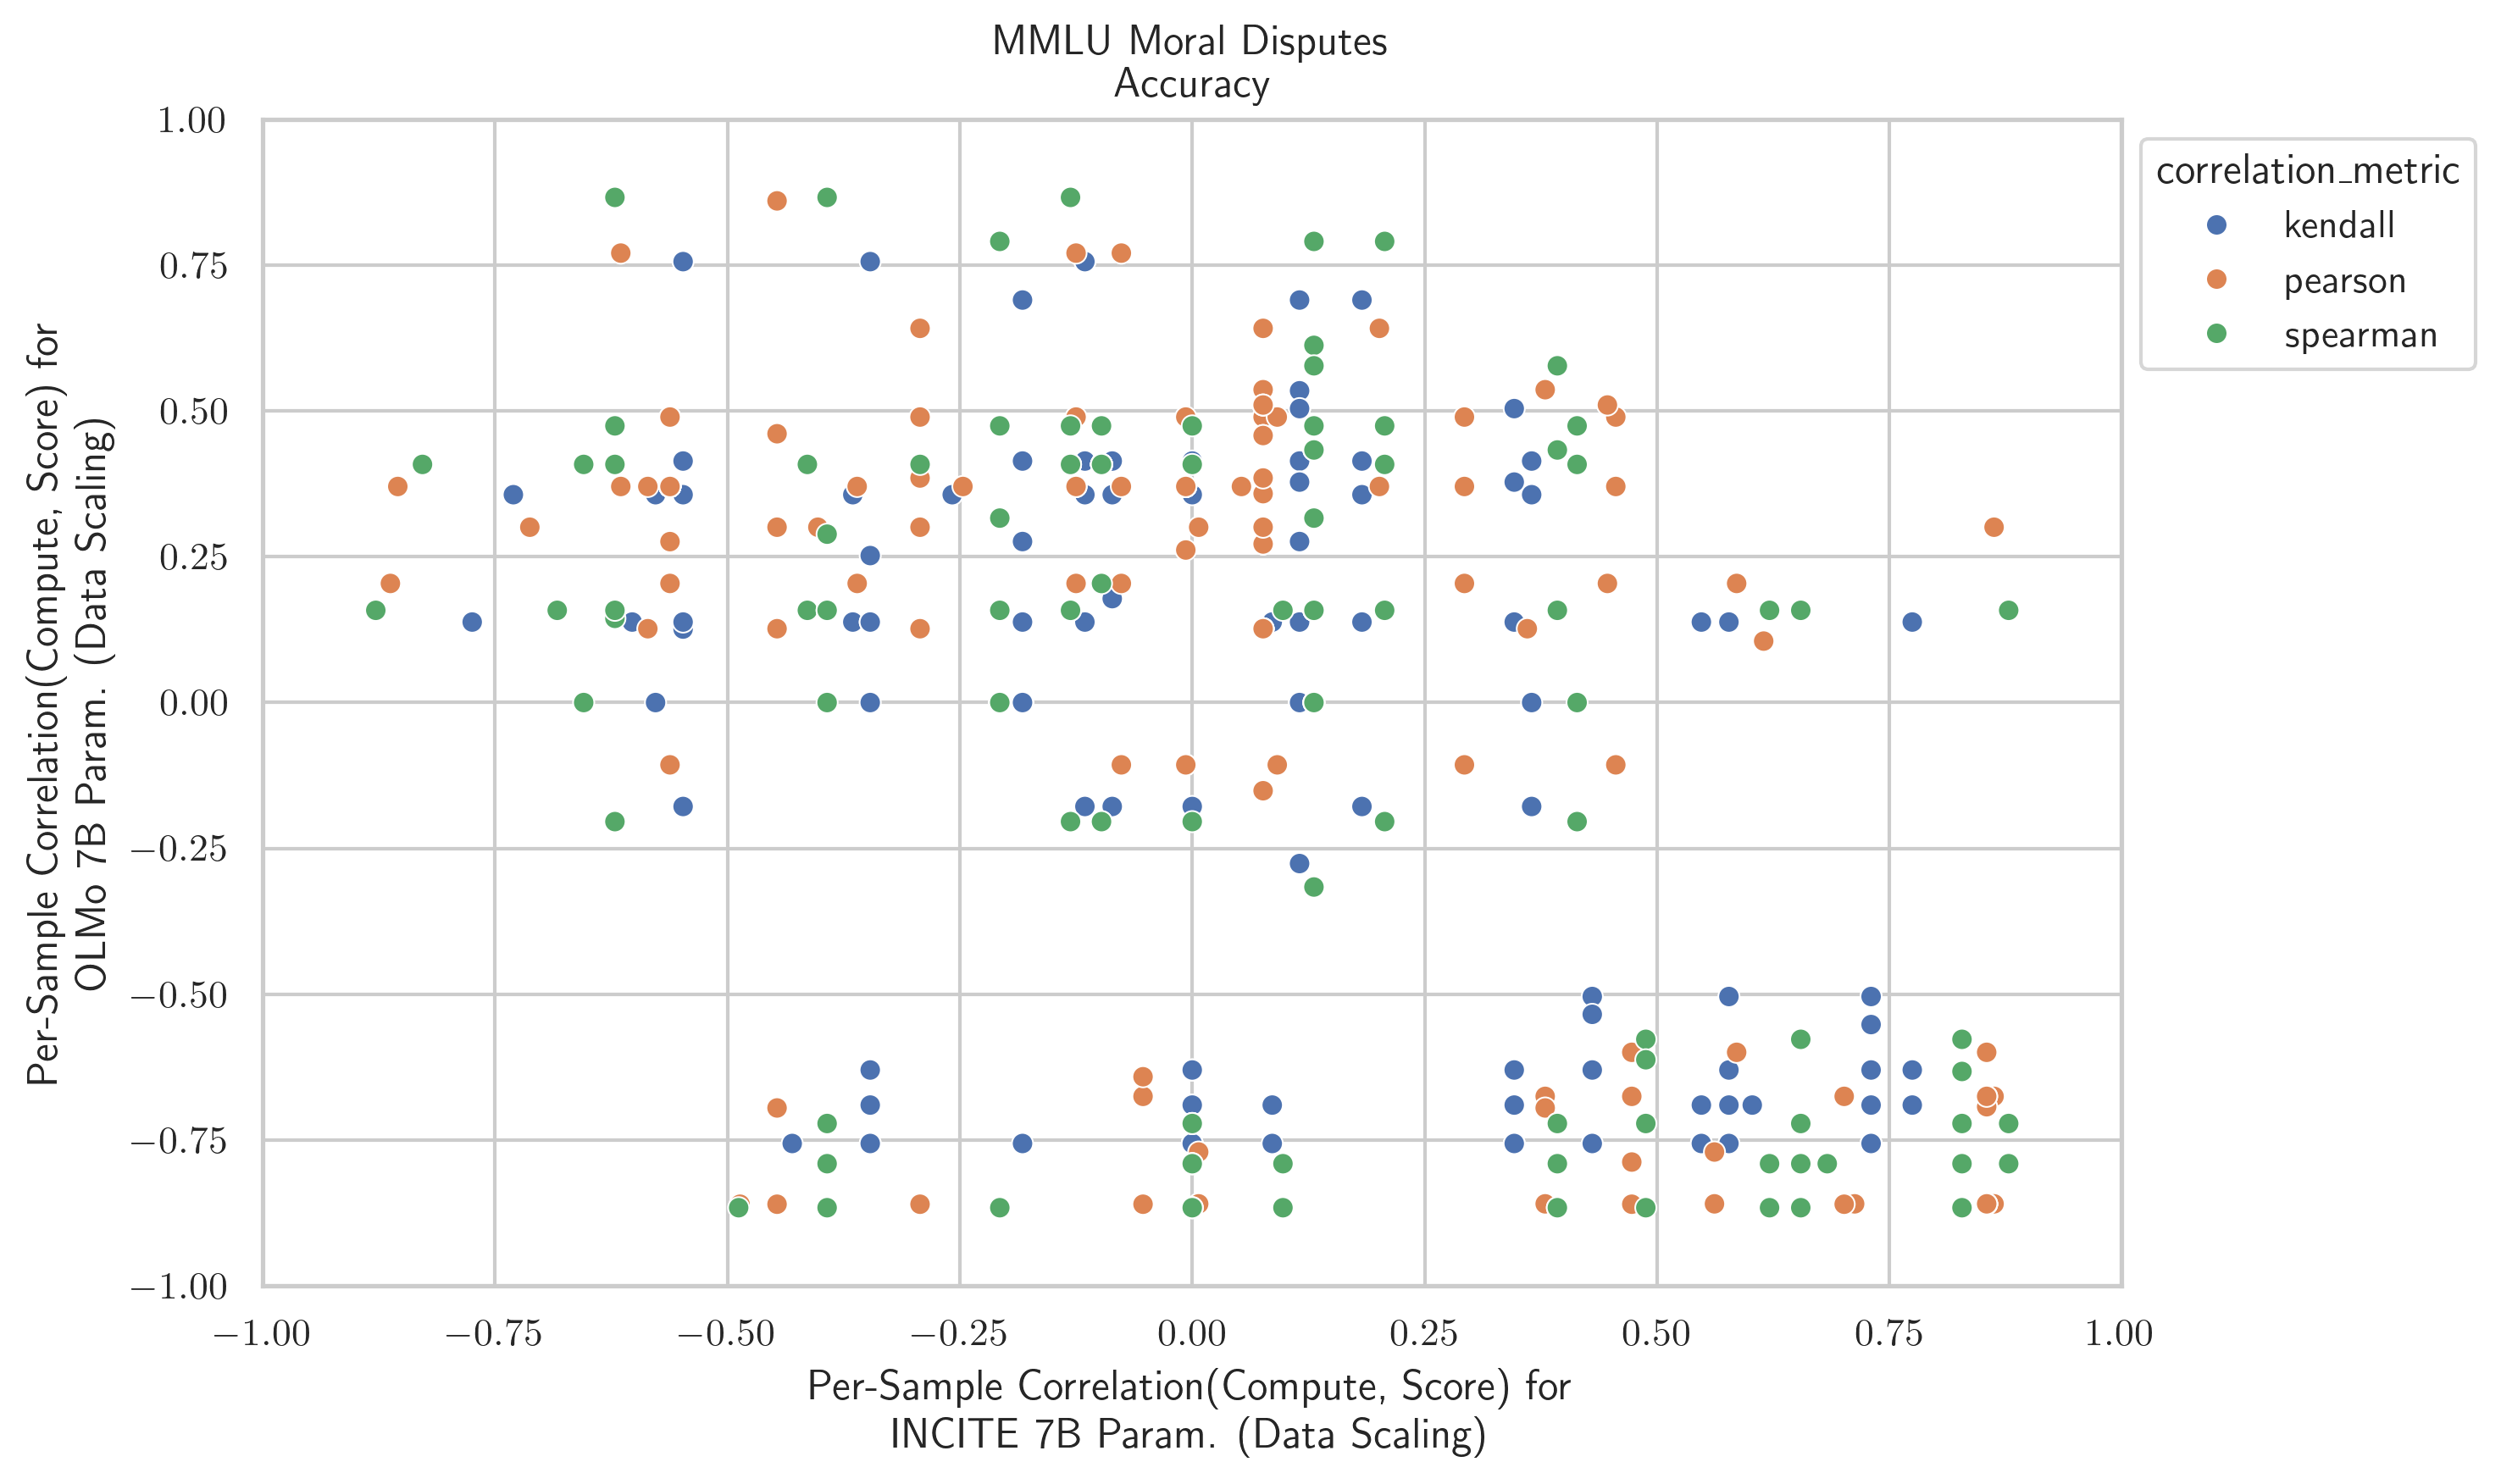 MMLU Moral Disputes
Accuracy
1.00
0.75
0.50
0.25
0.00
−0.25
−0.50
−0.75
−1.00
Per-Sample Correlation(Compute, Score) for
OLMo 7B Param. (Data Scaling)
−1.00 −0.75 −0.50 −0.25 0.00 0.25 0.50 0.75 1.00
Per-Sample Correlation(Compute, Score) for
INCITE 7B Param. (Data Scaling)
correlation_metric
kendall
pearson
spearman